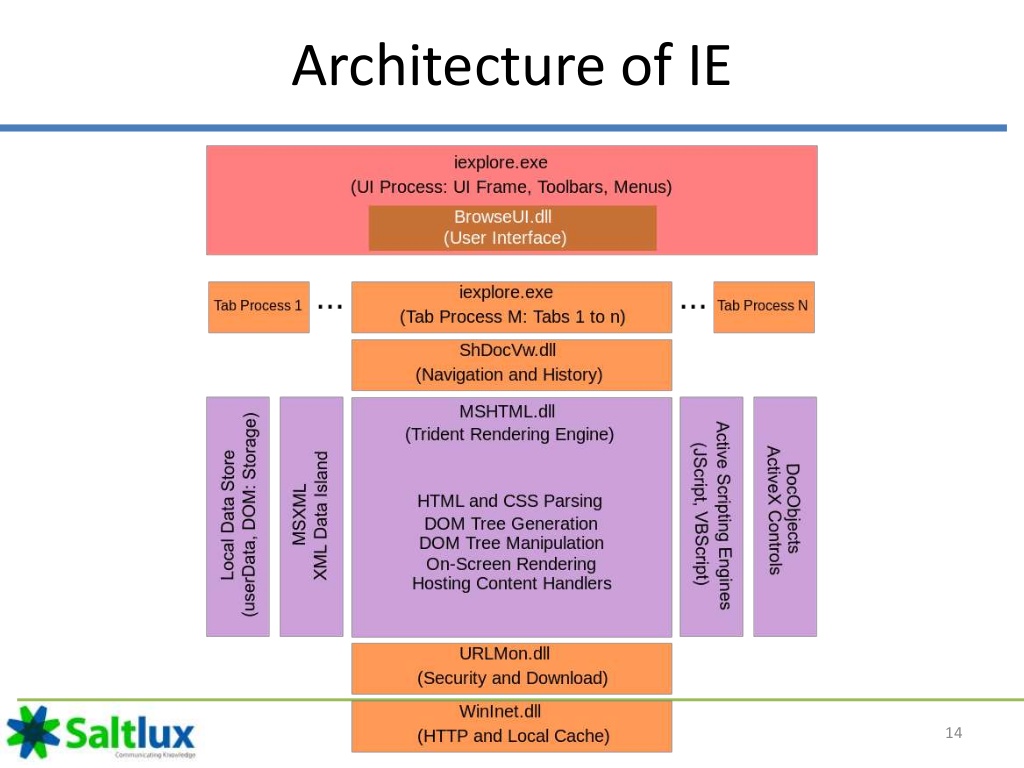 Architecture of IE
iexplore.exe
(UI Process: UI Frame, Toolbars, Menus)
BrowseUI.dll
(User Interface)
Tab Process 1
...
iexplore.exe
(Tab Process M: Tabs 1 to n)
...
Tab Process N
ShDocVw.dll
(Navigation and History)
Local Data Store
(userData, DOM: Storage)
MSXML
XML Data Island
MSHTML.dll
(Trident Rendering Engine)
HTML and CSS Parsing
DOM Tree Generation
DOM Tree Manipulation
On-Screen Rendering
Hosting Content Handlers
Active Scripting Engines
(JScript, VBScript)
DocObjects
ActiveX Controls
URLMon.dll
(Security and Download)
WinInet.dll
(HTTP and Local Cache)
Saltlux
Communicating Knowledge
14